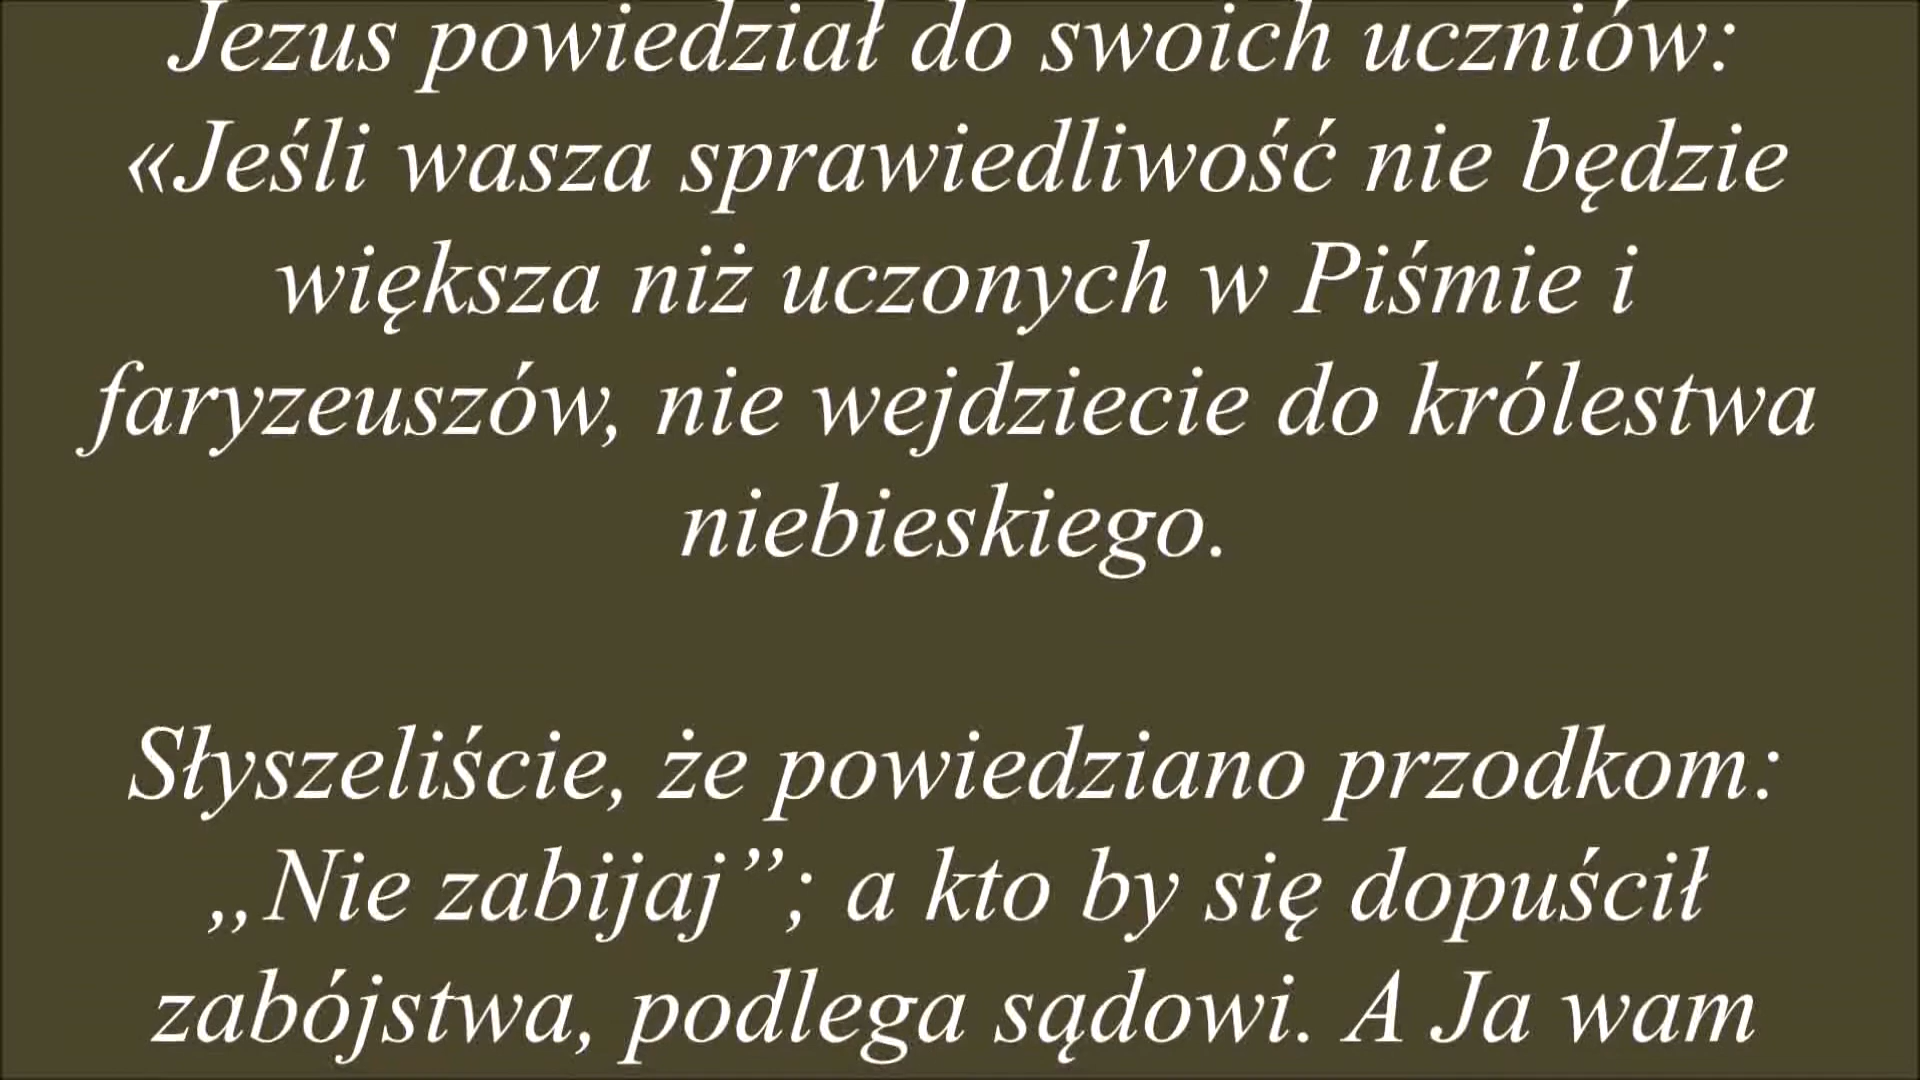 Jezus powiedział do swoich uczniów:
«Jeśli wasza sprawiedliwość nie będzie
większa niż uczonych w Piśmie i
faryzeuszów, nie wejdziecie do królestwa
niebieskiego.
Słyszeliście, że powiedziano przodkom:
„Nie zabijaj”; a kto by się dopuścił
zabójstwa, podlega sądowi. A Ja wam